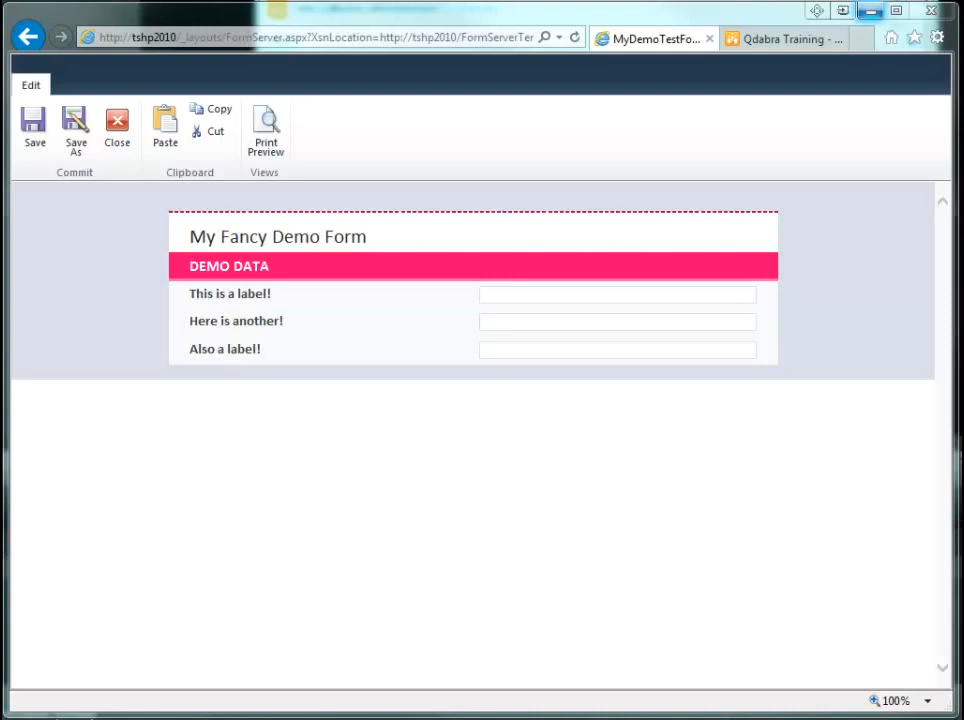 http://tshp2010/_layouts/FormServer.aspx?XsnLocation=http://tshp2010/FormServerTer
MyDemoTestFo...
Qdabra Training - ...
Edit
Save
Save As
Close
Paste
Copy
Cut
Print Preview
Commit
Clipboard
Views
My Fancy Demo Form
DEMO DATA
This is a label!
Here is another!
Also a label!
100%